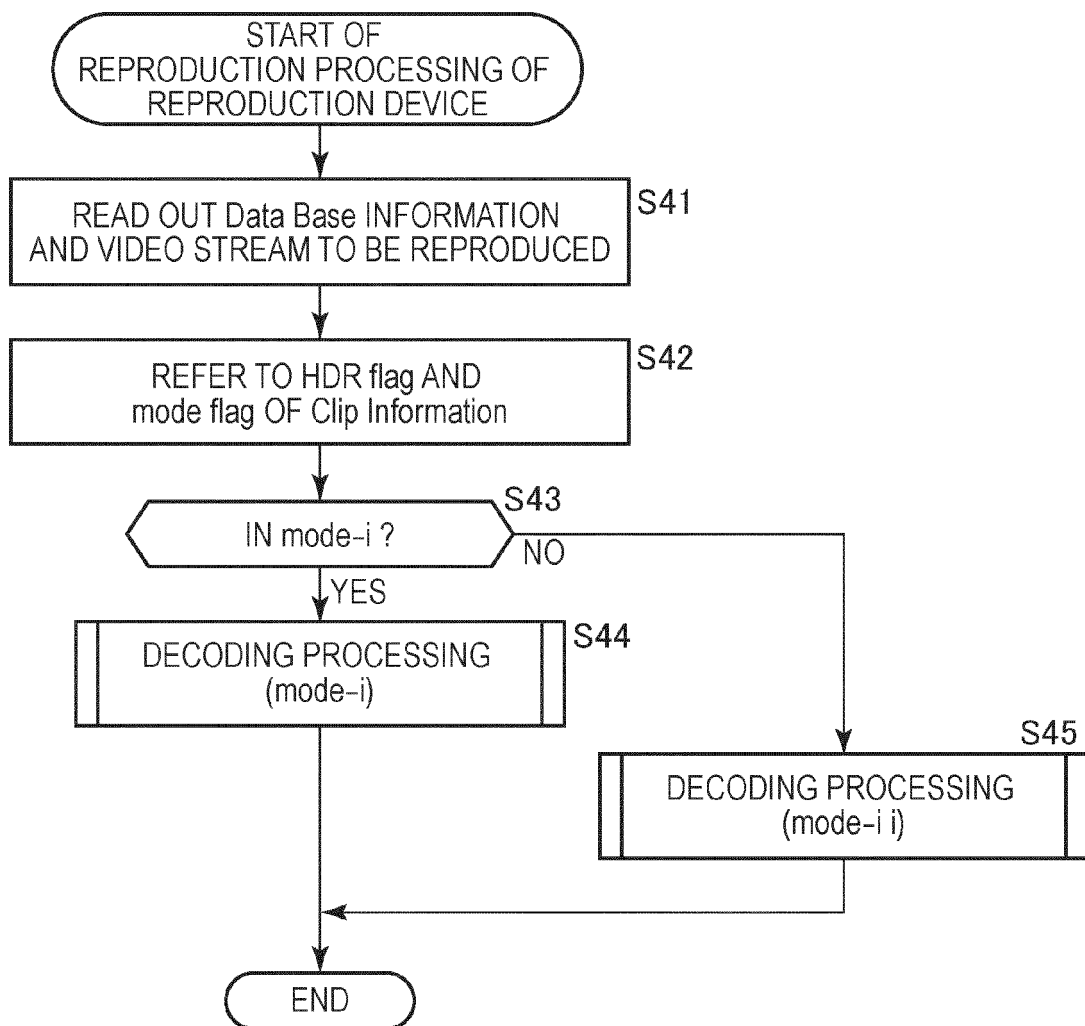 START OF
REPRODUCTION PROCESSING OF
REPRODUCTION DEVICE
S41
READ OUT Data Base INFORMATION
AND VIDEO STREAM TO BE REPRODUCED
S42
REFER TO HDR flag AND
mode flag OF Clip Information
S43
IN mode-i ?
NO
YES
S44
DECODING PROCESSING
(mode-i)
S45
DECODING PROCESSING
(mode-i i)
END